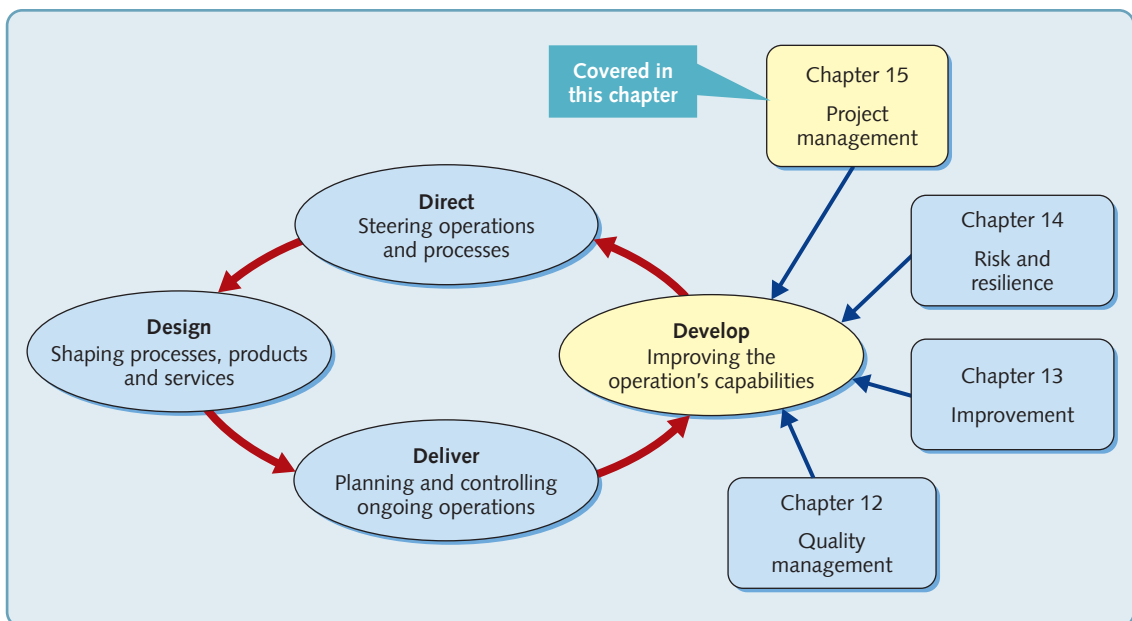 Covered in
this chapter
Chapter 15
Project
management
Direct
Steering operations
and processes
Chapter 14
Risk and
resilience
Design
Shaping processes, products
and services
Develop
Improving the
operation's capabilities
Chapter 13
Improvement
Deliver
Planning and controlling
ongoing operations
Chapter 12
Quality
management